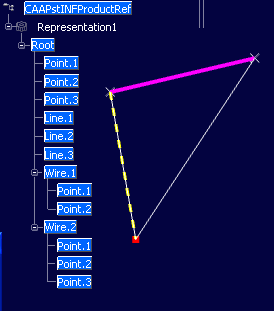 CAAPstINFProductRef
Representation1
Root
Point.1
Point.2
Point.3
Line.1
Line.2
Line.3
Wire.1
Point.1
Point.2
Wire.2
Point.1
Point.2
Point.3